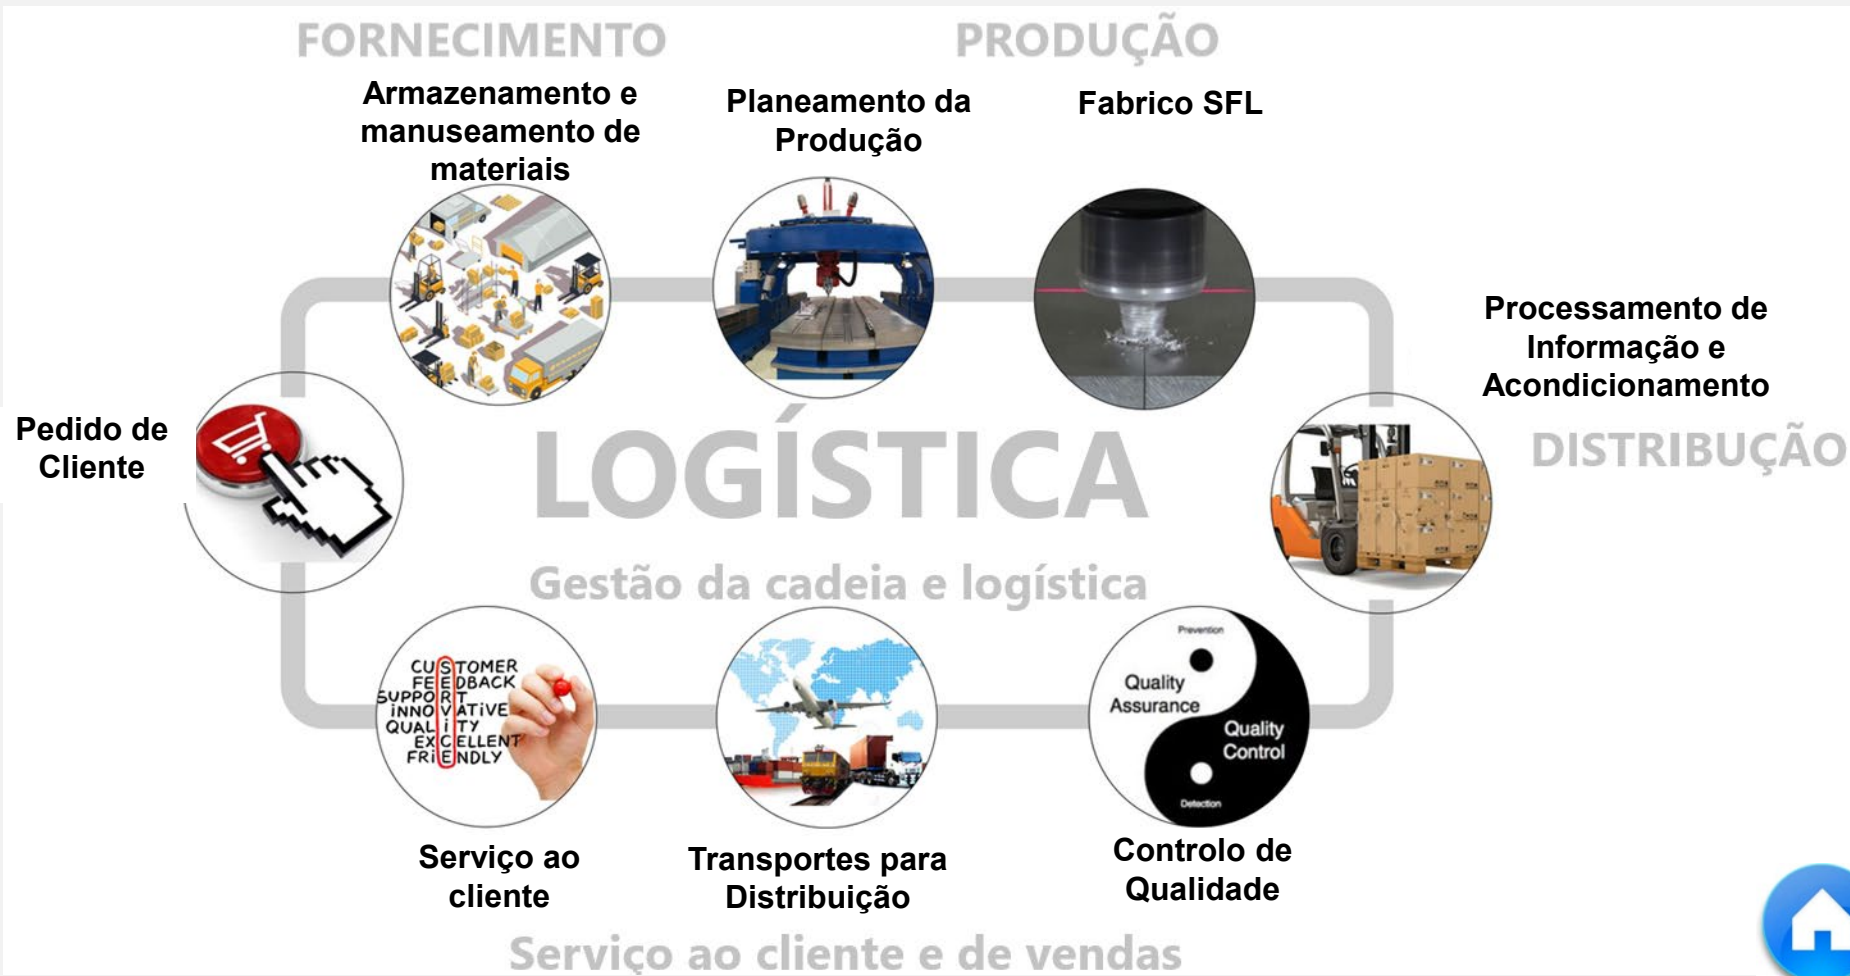 FORNECIMENTO
PRODUÇÃO
Armazenamento e
manuseamento de
materiais
Planeamento da
Produção
Fabrico SFL
Processamento de
Informação e
Acondicionamento
Pedido de
Cliente
LOGÍSTICA
DISTRIBUÇÃO
Gestão da cadeia e logística
CUSTOMER
FEEDBACK
SUPPORT
INNOVATIVE
QUALITY
EXCELLENT
FRIENDLY
Prevention
Quality
Assurance
Quality
Control
Detection
Serviço ao
cliente
Transportes para
Distribuição
Controlo de
Qualidade
Serviço ao cliente e de vendas